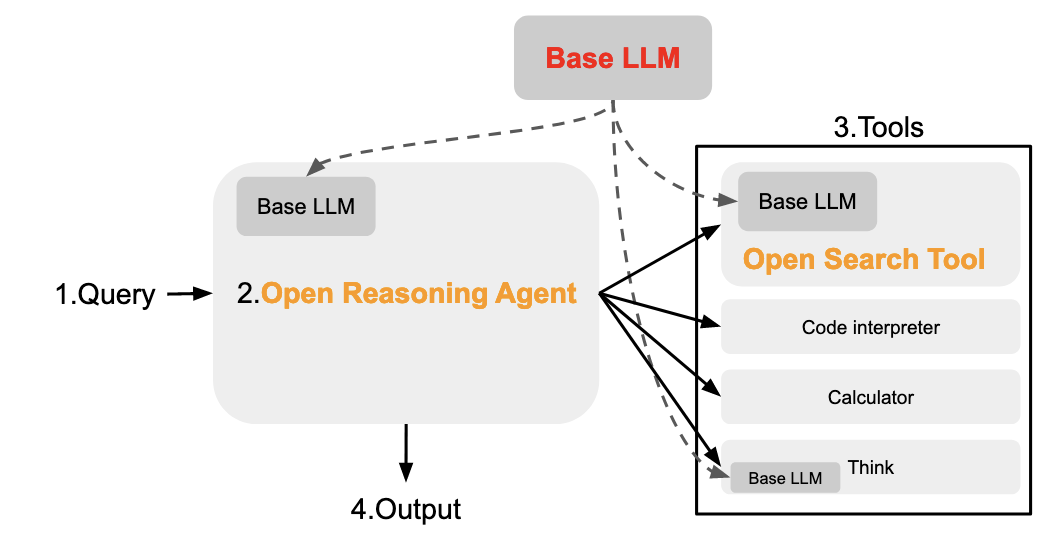 Base LLM
3.Tools
Base LLM
Base LLM
Open Search Tool
1.Query
2.Open Reasoning Agent
Code interpreter
Calculator
Think
Base LLM
4.Output